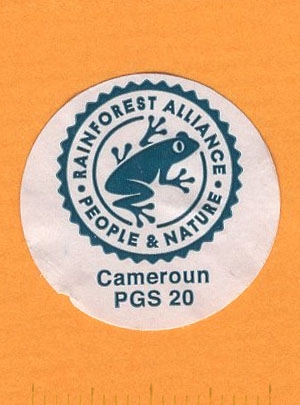 RAINFOREST ALLIANCE
PEOPLE & NATURE
Cameroun
PGS 20